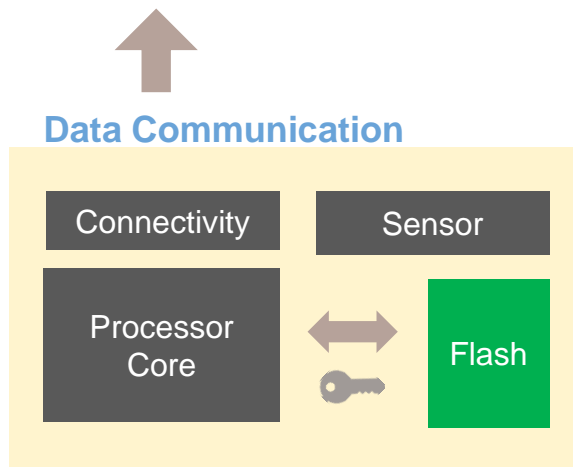 Data Communication
Connectivity
Sensor
Processor
Core
Flash